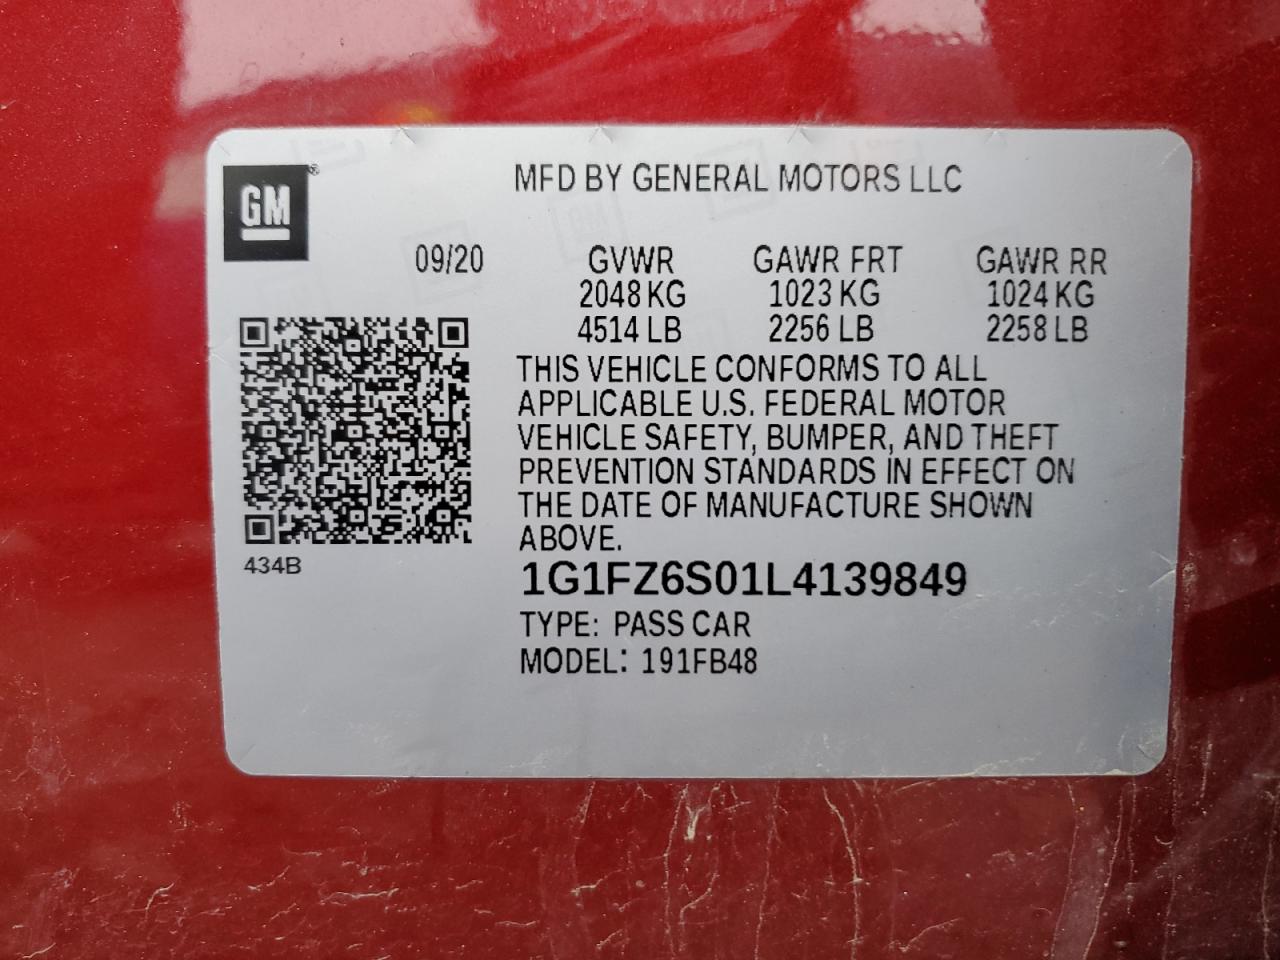 MFD BY GENERAL MOTORS LLC
GM®
09/20 GVWR GAWR FRT GAWR RR
2048 KG 1023 KG 1024 KG
4514 LB 2256 LB 2258 LB
THIS VEHICLE CONFORMS TO ALL
APPLICABLE U.S. FEDERAL MOTOR
VEHICLE SAFETY, BUMPER, AND THEFT
PREVENTION STANDARDS IN EFFECT ON
THE DATE OF MANUFACTURE SHOWN
ABOVE.
434B
1G1FZ6S01L4139849
TYPE: PASS CAR
MODEL: 191FB48